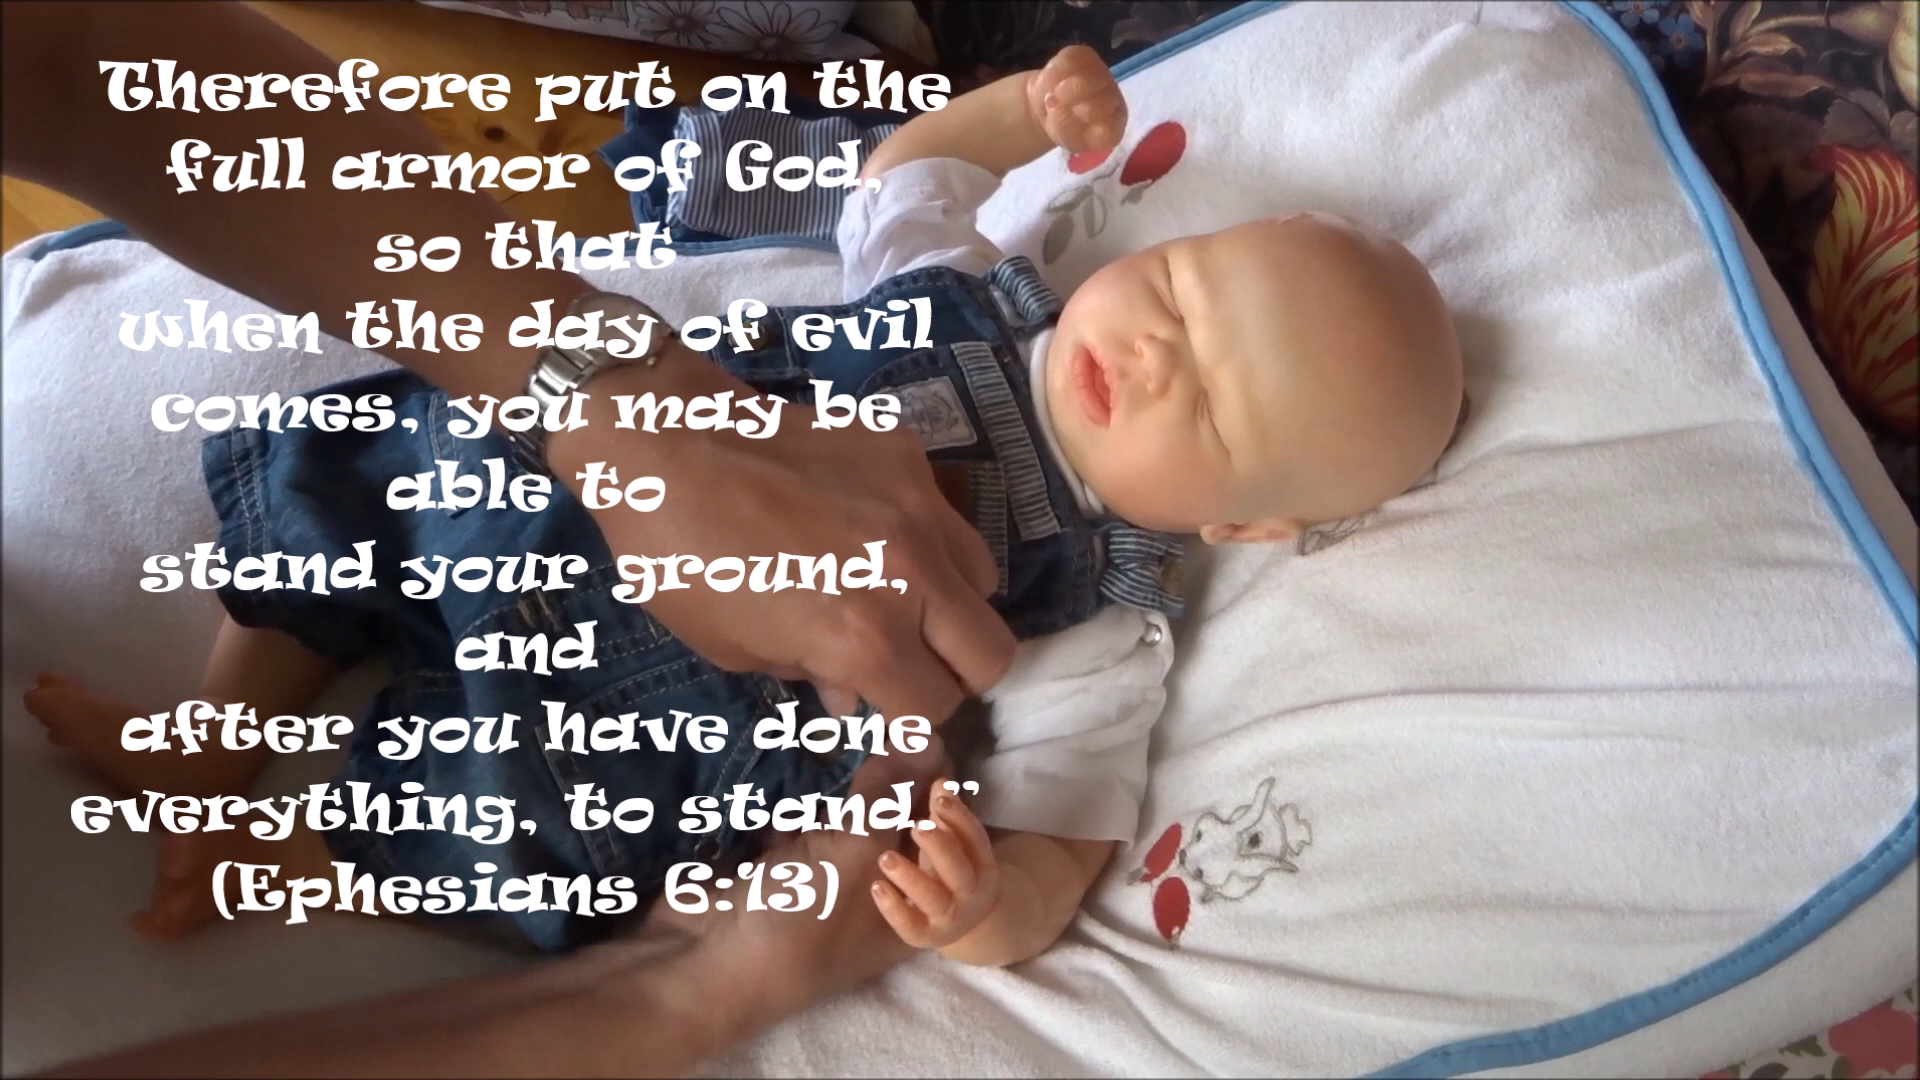 Therefore put on the
full armor of God,
so that
when the day of evil
comes, you may be
able to
stand your ground,
and
after you have done
everything, to stand.”
(Ephesians 6:13)